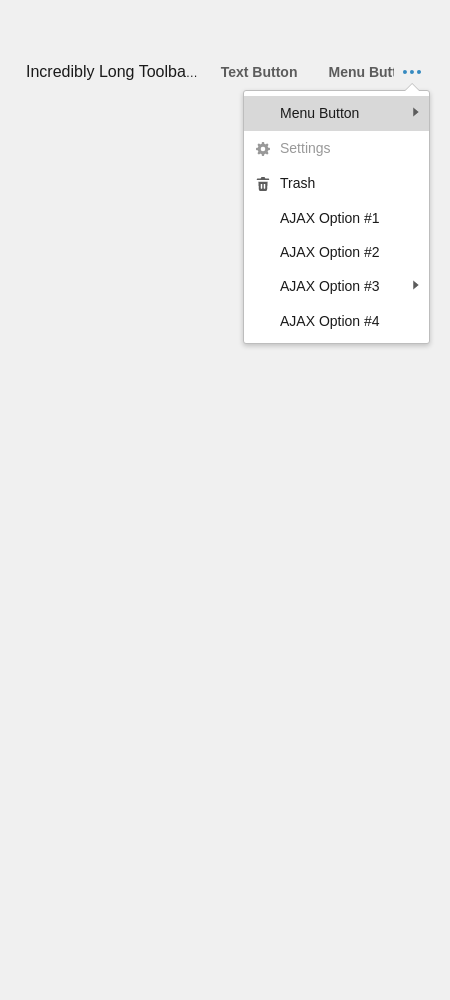 Incredibly Long Toolba... Text Button Menu Butt
Menu Button
Settings
Trash
AJAX Option #1
AJAX Option #2
AJAX Option #3
AJAX Option #4